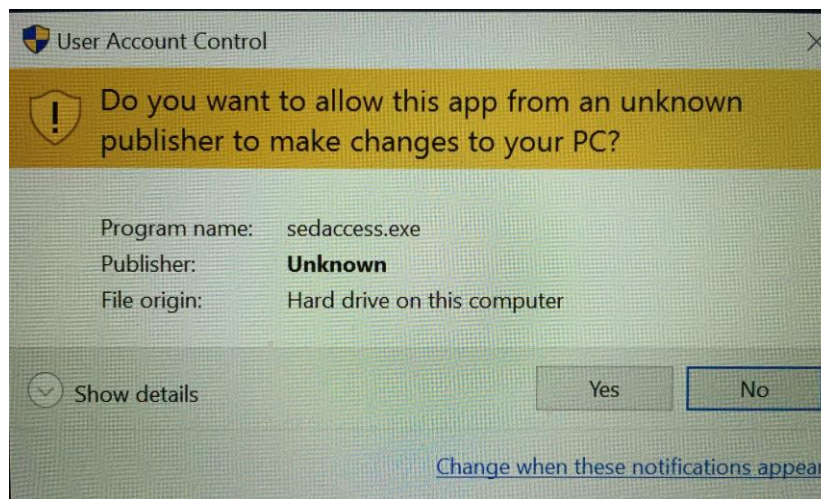 User Account Control
Do you want to allow this app from an unknown
publisher to make changes to your PC?
Program name: sedaccess.exe
Publisher: Unknown
File origin: Hard drive on this computer
Show details
Yes No
Change when these notifications appear